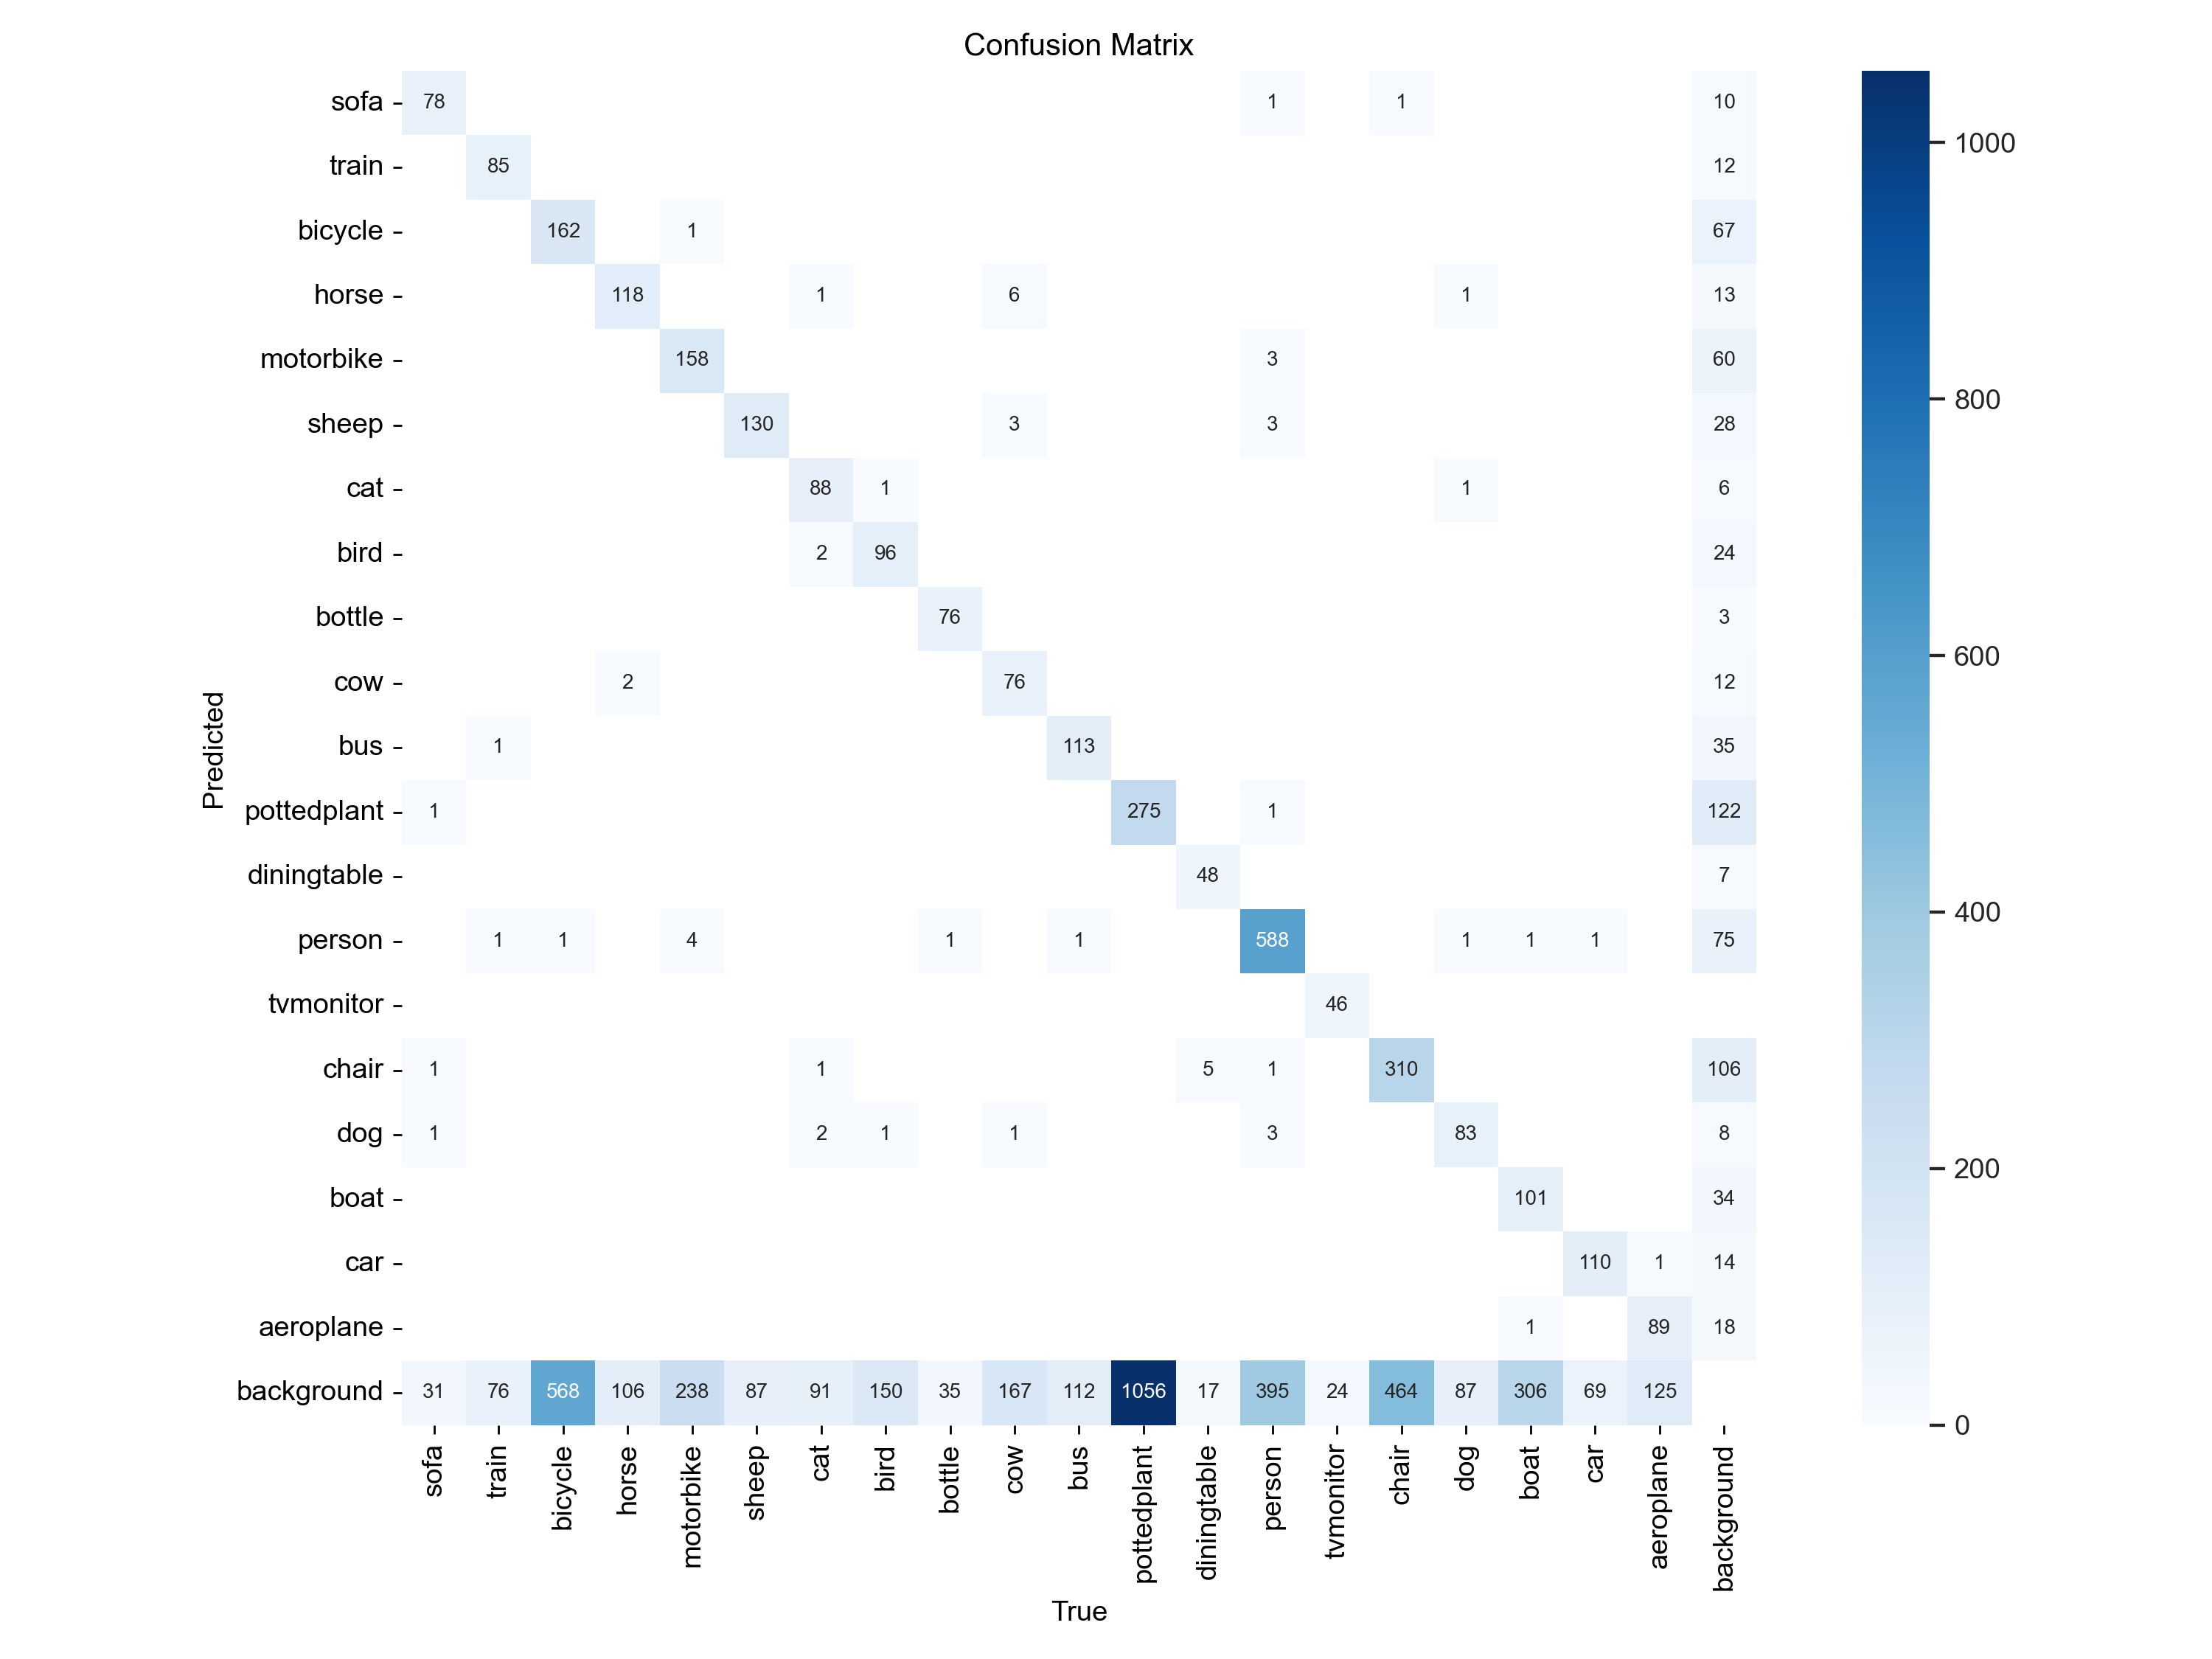 Confusion Matrix
sofa 78 1 1 10
train 85 12
bicycle 162 1 67
horse 118 1 6 1 13
motorbike 158 3 60
sheep 130 3 3 28
cat 88 1 1 6
bird 2 96 24
bottle 76 3
cow 2 76 12
bus 1 113 35
pottedplant 1 275 1 122
diningtable 48 7
person 1 1 4 1 1 588 1 1 1 75
tvmonitor 46
chair 1 1 5 1 310 106
dog 1 2 1 1 3 83 8
boat 101 34
car 110 1 14
aeroplane 1 89 18
background 31 76 568 106 238 87 91 150 35 167 112 1056 17 395 24 464 87 306 69 125
Predicted
sofa train bicycle horse motorbike sheep cat bird bottle cow bus pottedplant diningtable person tvmonitor chair dog boat car aeroplane background
True
1000
800
600
400
200
0